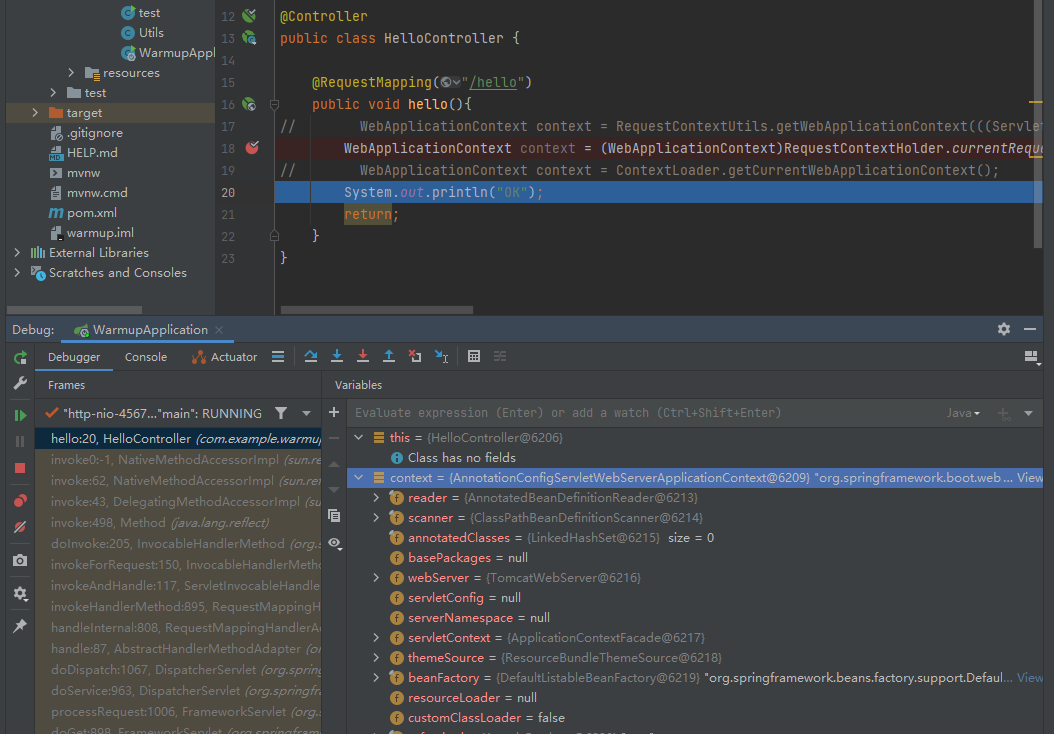 test
Utils
WarmupAppl
resources
test
target
.gitignore
HELP.md
mvnw
mvnw.cmd
pom.xml
warmup.iml
External Libraries
Scratches and Consoles
12 @Controller
13 public class HelloController {
14
15 @RequestMapping("/hello")
16 public void hello(){
17 // WebApplicationContext context = RequestContextUtils.getWebApplicationContext(((Servlet
18 WebApplicationContext context = (WebApplicationContext)RequestContextHolder.currentReque
19 // WebApplicationContext context = ContextLoader.getCurrentWebApplicationContext();
20 System.out.println("OK");
21 return;
22 }
23 }
Debug: WarmupApplication
Debugger Console Actuator
Frames
"http-nio-4567..."main": RUNNING
hello:20, HelloController (com.example.warmup
invoke0:-1, NativeMethodAccessorImpl (sun.re
invoke:62, NativeMethodAccessorImpl (sun.ref
invoke:43, DelegatingMethodAccessorImpl (sun
invoke:498, Method (java.lang.reflect)
doInvoke:205, InvocableHandlerMethod (org.s
invokeForRequest:150, InvocableHandlerMethod
invokeAndHandle:117, ServletInvocableHandle
invokeHandlerMethod:895, RequestMappingH
handleInternal:808, RequestMappingHandlerAd
handle:87, AbstractHandlerMethodAdapter (or
doDispatch:1067, DispatcherServlet (org.spring
doService:963, DispatcherServlet (org.springfr
processRequest:1006, FrameworkServlet (org.s
doGet:898, FrameworkServlet (org.springfram
Variables
Evaluate expression (Enter) or add a watch (Ctrl+Shift+Enter) Java
this = {HelloController@6206}
Class has no fields
context = {AnnotationConfigServletWebServerApplicationContext@6209} "org.springframework.boot.web ... View
reader = {AnnotatedBeanDefinitionReader@6213}
scanner = {ClassPathBeanDefinitionScanner@6214}
annotatedClasses = {LinkedHashSet@6215} size = 0
basePackages = null
webServer = {TomcatWebServer@6216}
servletConfig = null
serverNamespace = null
servletContext = {ApplicationContextFacade@6217}
themeSource = {ResourceBundleThemeSource@6218}
beanFactory = {DefaultListableBeanFactory@6219} "org.springframework.beans.factory.support.Defaul... View
resourceLoader = null
customClassLoader = false